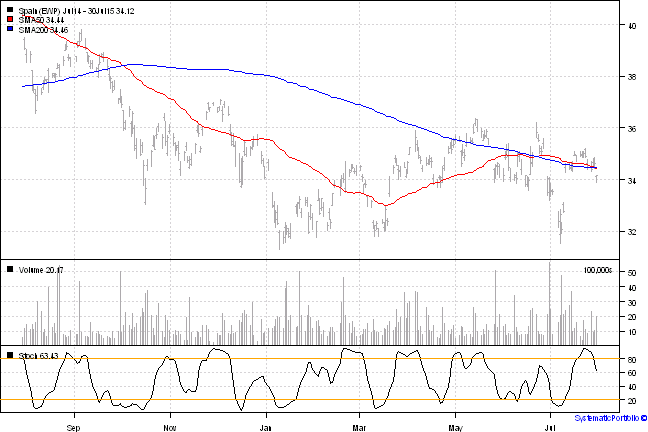 Spain (EWP) Jul14 - 30Jul15 34.12
SMA50 34.44
SMA200 34.46
40
38
36
34
32
Volume 20.17
100,000s
50
40
30
20
10
Stoch 63.43
80
60
40
20
Sep
Nov
Jan
Mar
May
Jul
SystematicPortfolio ©